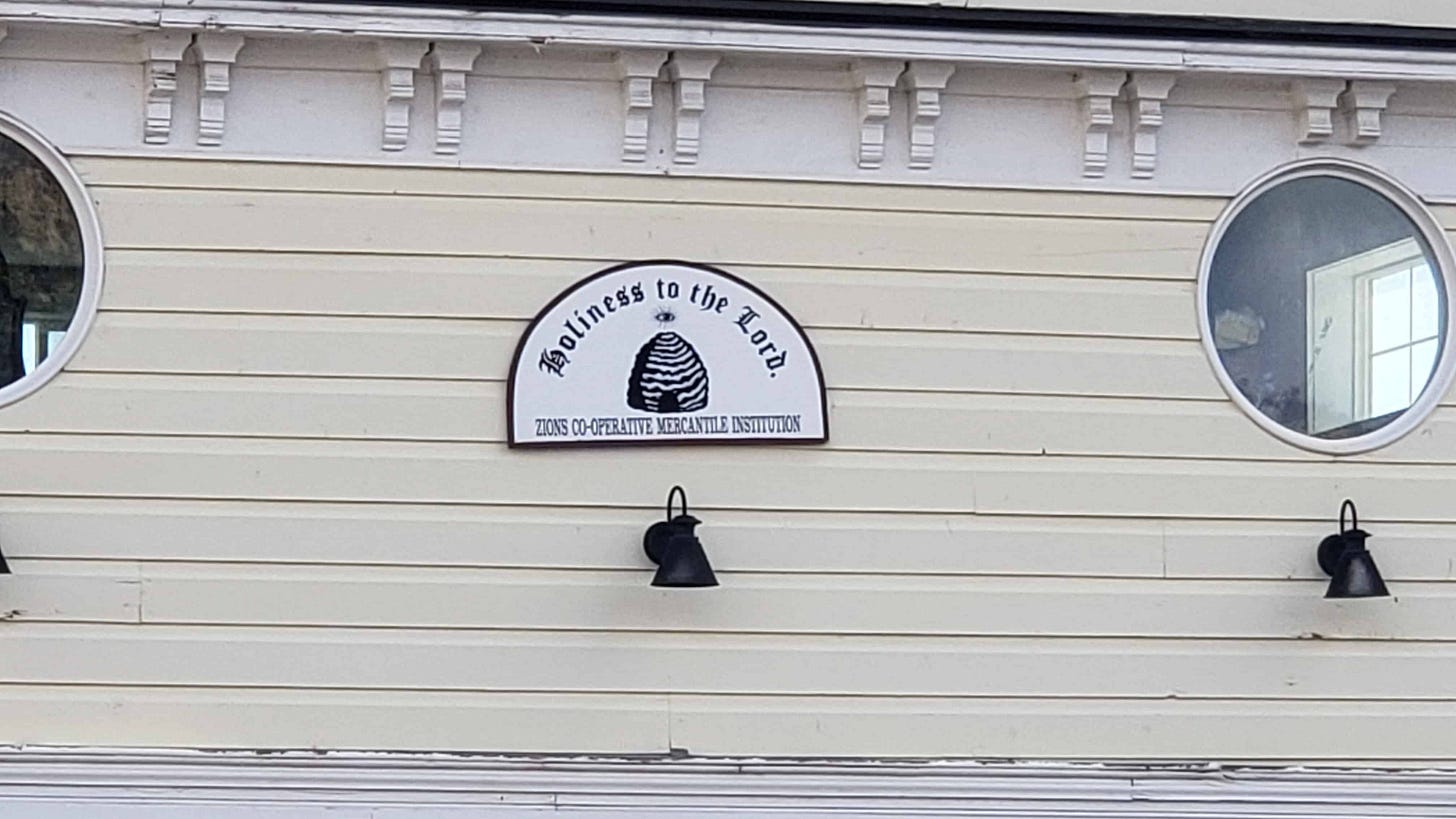 Holiness to the Lord.
ZIONS CO-OPERATIVE MERCANTILE INSTITUTION